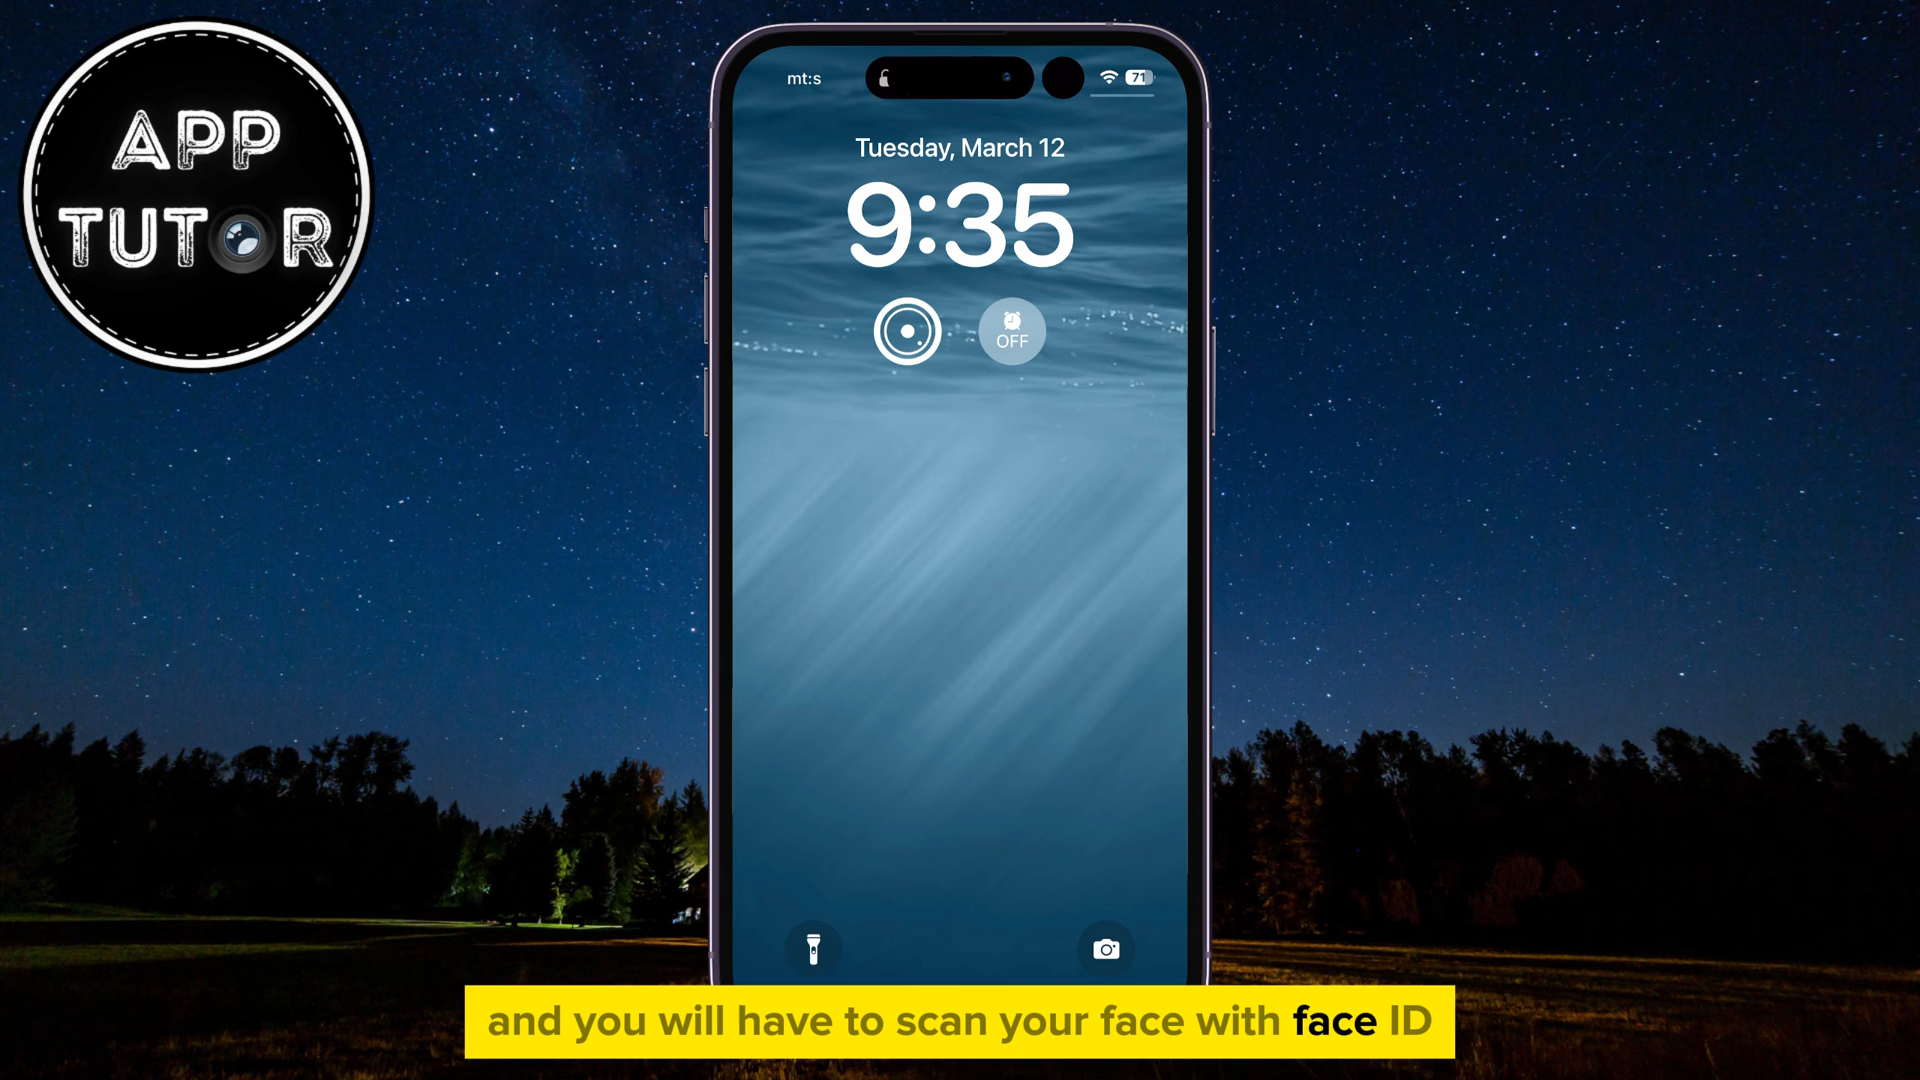 APP
TUTOR
mt:s
71
Tuesday, March 12
9:35
OFF
and you will have to scan your face with face ID